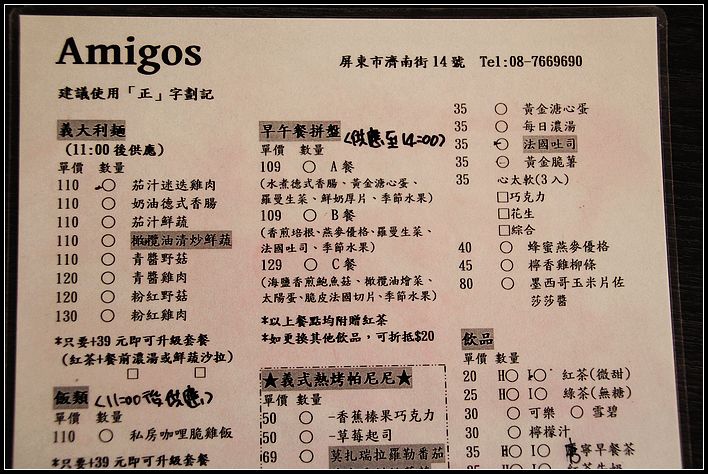 Amigos
屏東市濟南街14號 Tel:08-7669690
建議使用「正」字劃記
義大利麵
(11:00後供應)
單價 數量
110 ○ 茄汁迷迭雞肉
110 ○ 奶油德式香腸
110 ○ 茄汁鮮蔬
110 ○ 橄欖油清炒鮮蔬
110 ○ 青醬野菇
120 ○ 青醬雞肉
120 ○ 粉紅野菇
130 ○ 粉紅雞肉
*只要+39元即可升級套餐
(紅茶+餐前濃湯或鮮蔬沙拉)
□ □
飯類 (11:00後供應)
單價 數量
110 ○ 私房咖哩脆雞飯
*只要+39元即可升級套餐
早午餐拼盤 (供應至14:00)
單價 數量
109 ○ A餐
(水煮德式香腸、黃金溏心蛋、
羅曼生菜、鮮奶厚片、季節水果)
109 ○ B餐
(香煎培根、燕麥優格、羅曼生菜、
法國吐司、季節水果)
129 ○ C餐
(海鹽香煎鮑魚菇、橄欖油燴菜、
太陽蛋、脆皮法國切片、季節水果)
*以上餐點均附贈紅茶
*如更換其他飲品，可折抵$20
★義式熱烤帕尼尼★
單價 數量
50 ○ -香蕉榛果巧克力
50 ○ -草莓起司
69 ○ 莫扎瑞拉羅勒番茄
35 ○ 黃金溏心蛋
35 ○ 每日濃湯
35 ○ 法國吐司
35 ○ 黃金脆薯
35 心太軟(3入)
□巧克力
□花生
□綜合
40 ○ 蜂蜜燕麥優格
45 ○ 檸香雞柳條
80 ○ 墨西哥玉米片佐
莎莎醬
飲品
單價 數量
20 H○ I○ 紅茶(微甜)
25 H○ I○ 綠茶(無糖)
30 ○ 可樂 ○ 雪碧
30 ○ 檸檬汁
35 H○ I○ 寧早餐茶